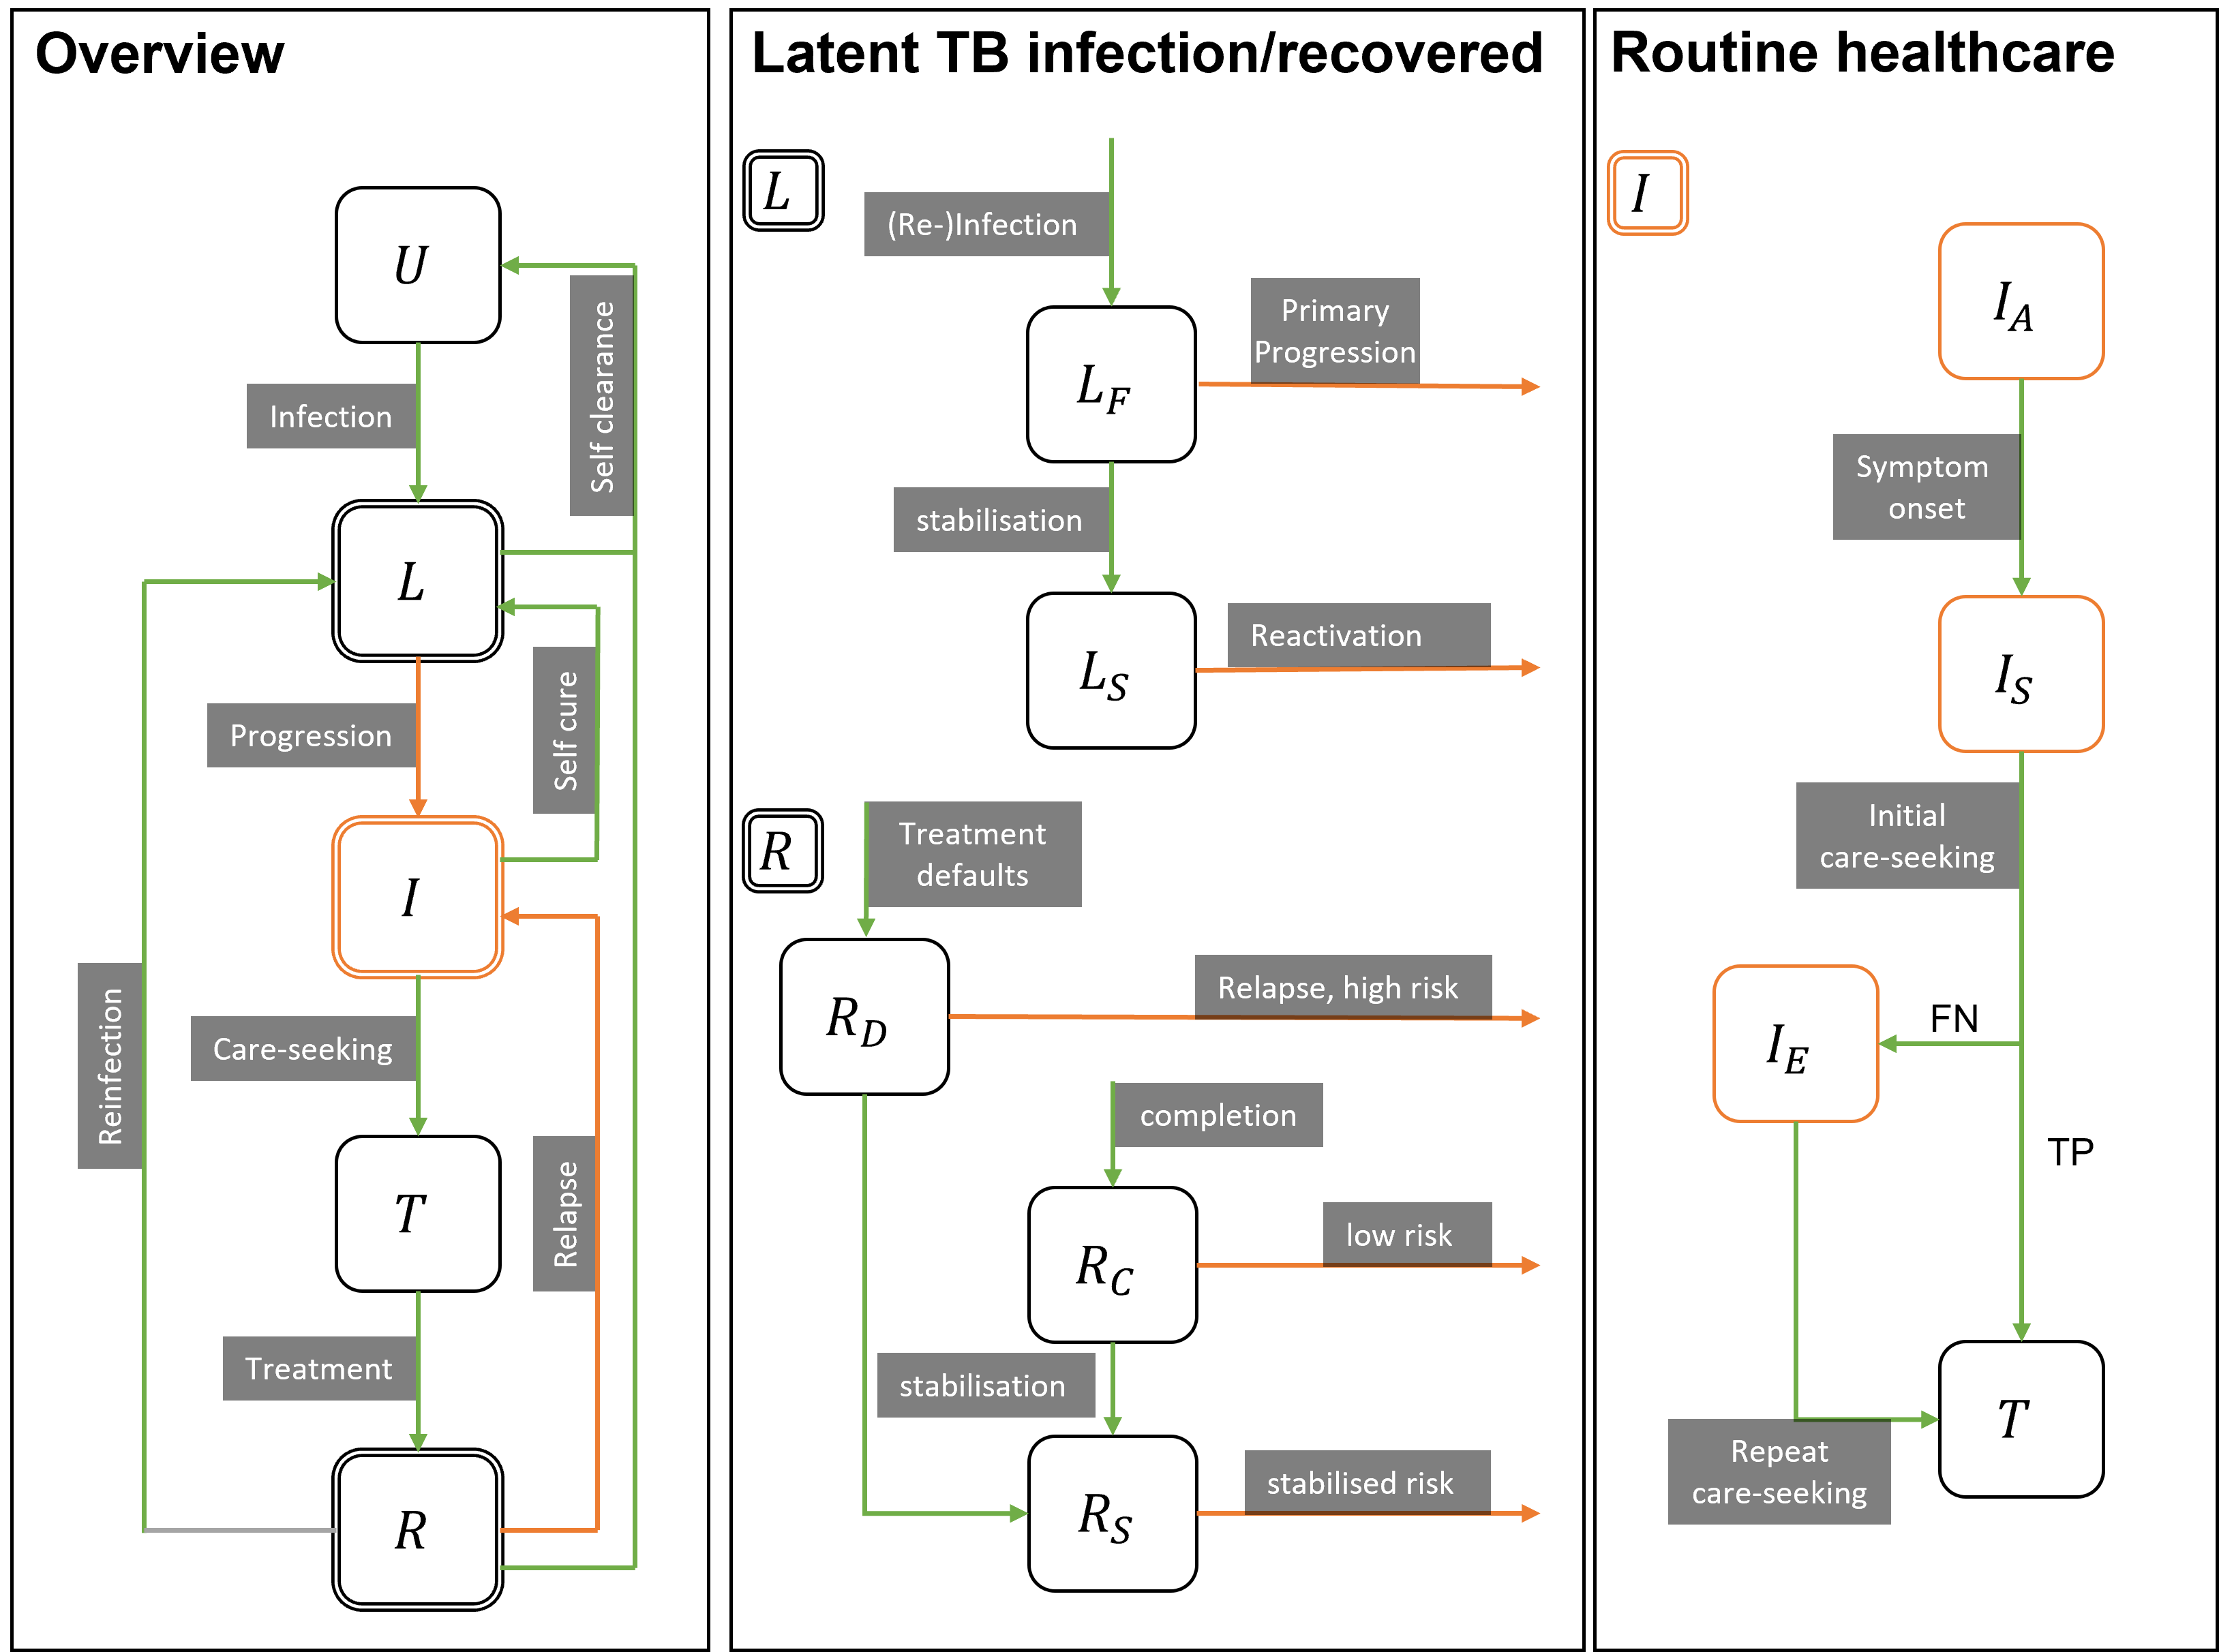 Overview
U
Infection
Self clearance
L
Progression
Self cure
I
Reinfection
Care-seeking
T
Relapse
Treatment
R
Latent TB infection/recovered
L
(Re-)Infection
Primary
Progression
L_F
stabilisation
Reactivation
L_S
R
Treatment
defaults
R_D
Relapse, high risk
completion
R_C
low risk
stabilisation
R_S
stabilised risk
Routine healthcare
I
I_A
Symptom
onset
I_S
Initial
care-seeking
I_E
FN
TP
T
Repeat
care-seeking